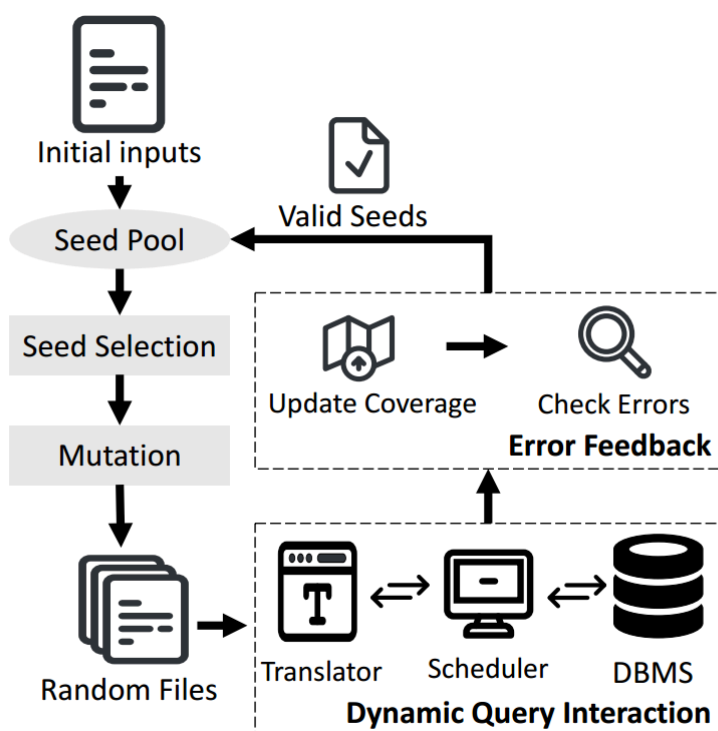 Initial inputs
Valid Seeds
Seed Pool
Seed Selection
Update Coverage
Check Errors
Error Feedback
Mutation
T
Translator
Scheduler
DBMS
Random Files
Dynamic Query Interaction